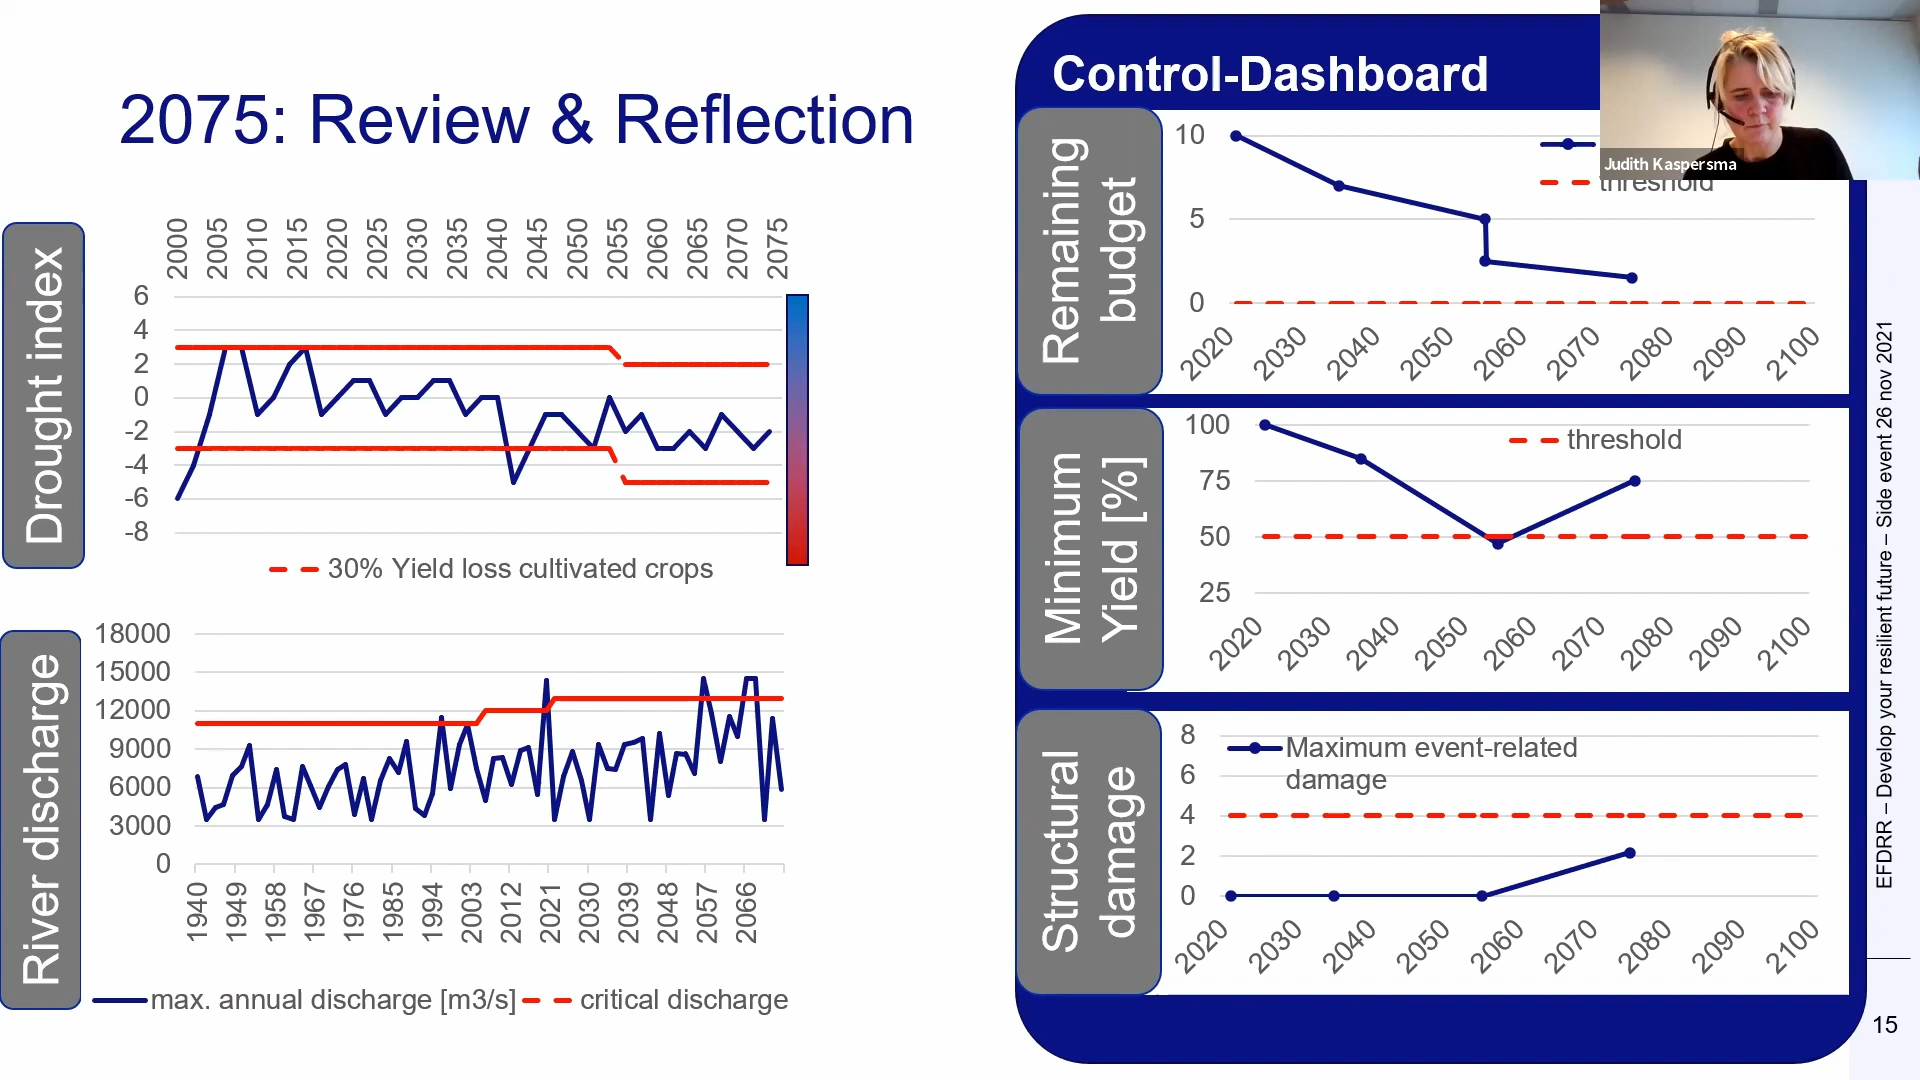 2075: Review & Reflection
Drought index
2000 2005 2010 2015 2020 2025 2030 2035 2040 2045 2050 2055 2060 2065 2070 2075
6
4
2
0
-2
-4
-6
-8
30% Yield loss cultivated crops
River discharge
18000
15000
12000
9000
6000
3000
0
1940 1949 1958 1967 1976 1985 1994 2003 2012 2021 2030 2039 2048 2057 2066
max. annual discharge [m3/s] critical discharge
Control-Dashboard
Remaining
budget
10
5
0
threshold
2020 2030 2040 2050 2060 2070 2080 2090 2100
Minimum
Yield [%]
100
75
50
25
threshold
2020 2030 2040 2050 2060 2070 2080 2090 2100
Structural
damage
8
6
4
2
0
Maximum event-related
damage
2020 2030 2040 2050 2060 2070 2080 2090 2100
Judith Kaspersma
EFDRR – Develop your resilient future – Side event 26 nov 2021
15